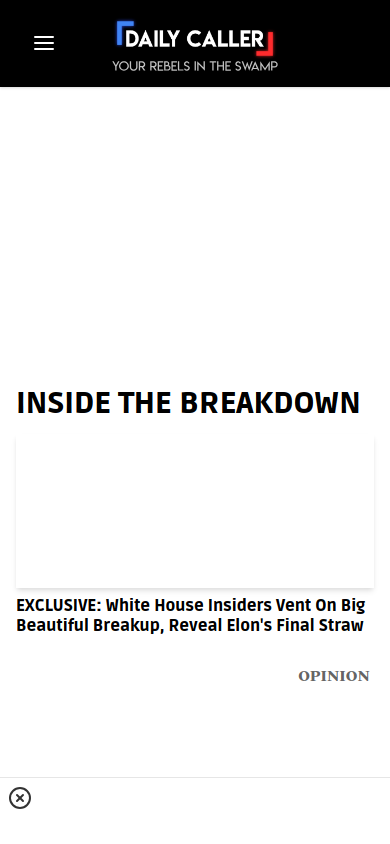 DAILY CALLER
YOUR REBELS IN THE SWAMP
INSIDE THE BREAKDOWN
EXCLUSIVE: White House Insiders Vent On Big
Beautiful Breakup, Reveal Elon's Final Straw
OPINION